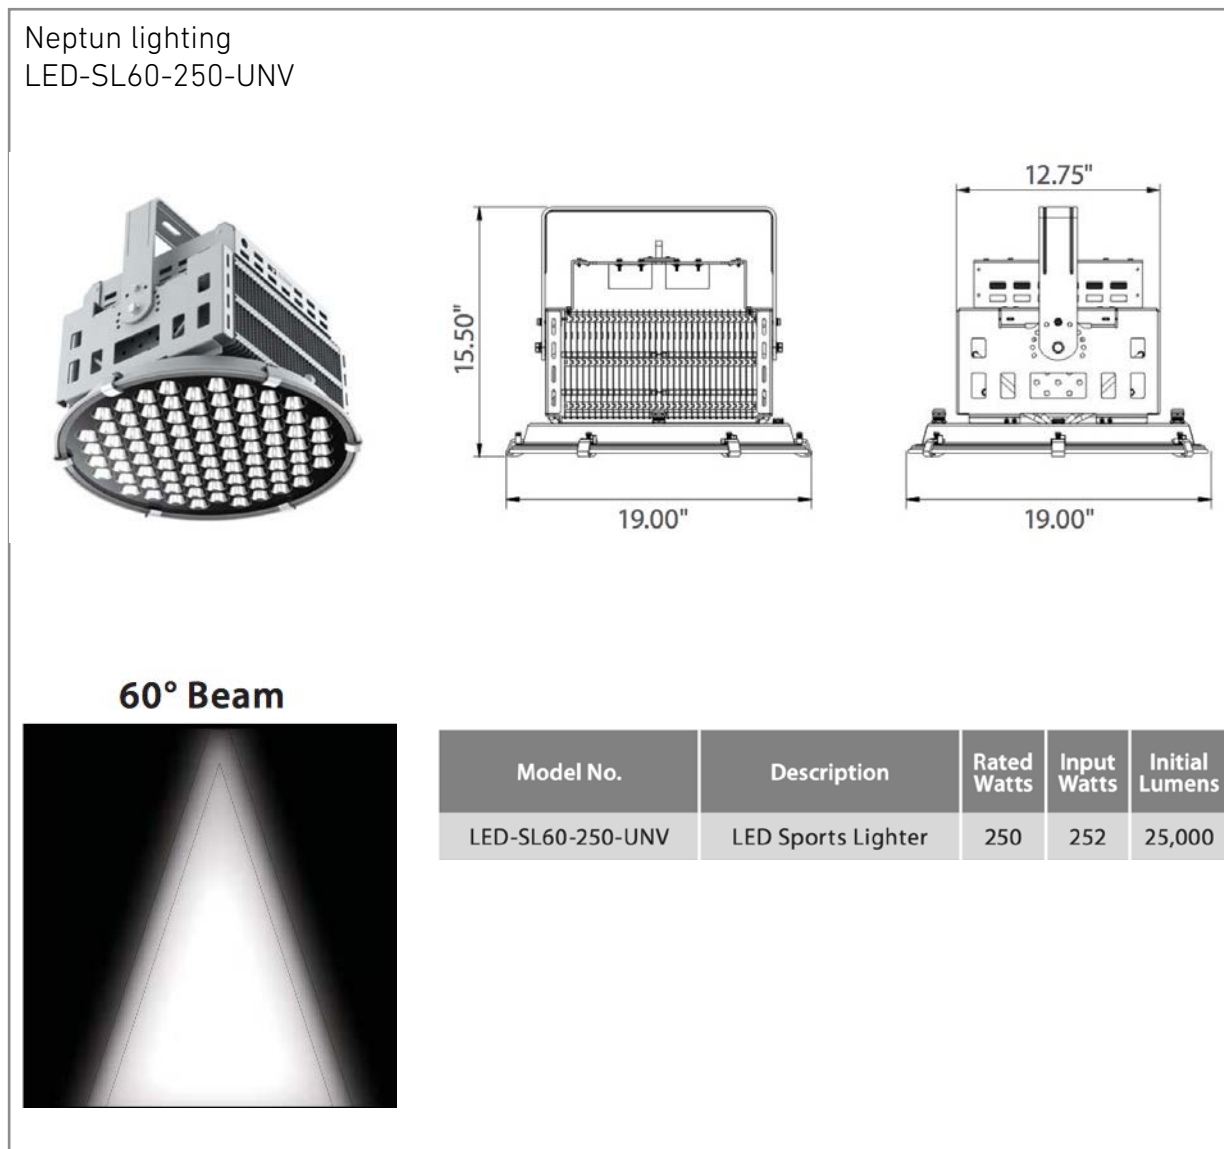 Neptun lighting
LED-SL60-250-UNV
12.75"
15.50"
19.00"
19.00"
60° Beam
Model No. Description Rated Watts Input Watts Initial Lumens
LED-SL60-250-UNV LED Sports Lighter 250 252 25,000